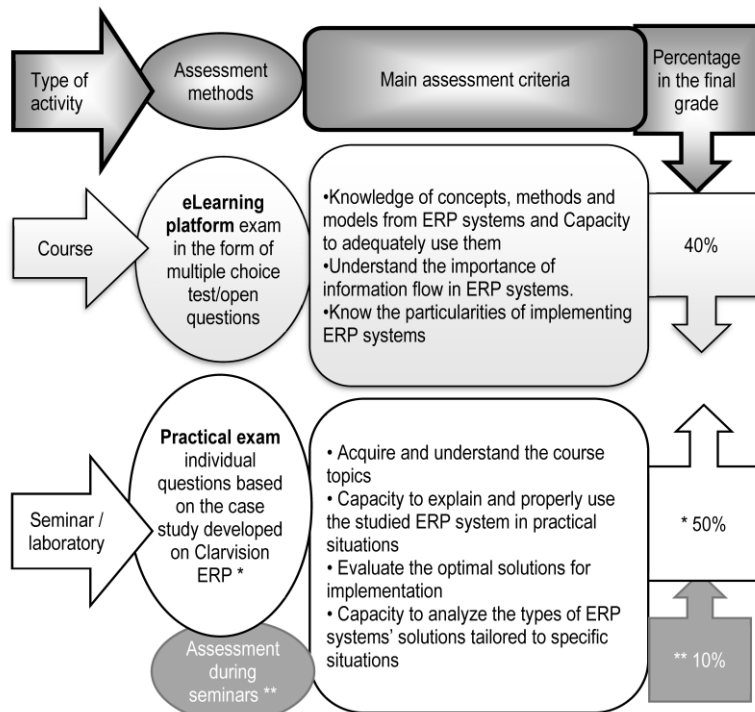 Type of
activity
Assessment
methods
Main assessment criteria
Percentage
in the final
grade
Course
eLearning
platform exam
in the form of
multiple choice
test/open
questions
•Knowledge of concepts, methods and
models from ERP systems and Capacity
to adequately use them
•Understand the importance of
information flow in ERP systems.
•Know the particularities of implementing
ERP systems
40%
Seminar /
laboratory
Practical exam
individual
questions based
on the case
study developed
on Clarvision
ERP *
Assessment
during
seminars **
• Acquire and understand the course
topics
• Capacity to explain and properly use
the studied ERP system in practical
situations
• Evaluate the optimal solutions for
implementation
• Capacity to analyze the types of ERP
systems’ solutions tailored to specific
situations
* 50%
** 10%